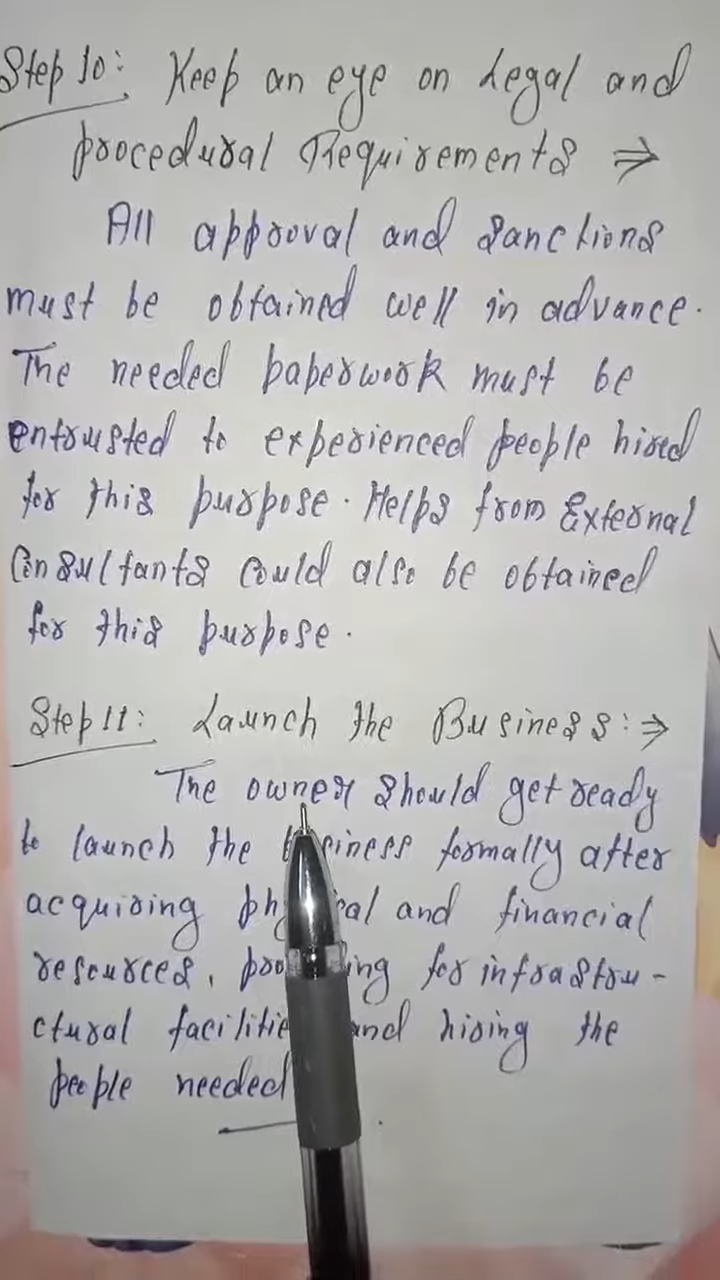 Step 10: Keep an eye on Legal and
procedural Requirements ⇒
All approval and Sanctions
must be obtained well in advance.
The needed paperwork must be
entrusted to experienced people hired
for this purpose. Helps from External
Consultants Could also be obtained
for this purpose.
Step 11: Launch the Business :⇒
The owner Should get ready
to launch the business formally after
acquiring physical and financial
resources, for infrastru-
ctural facilities and hiring the
people needed